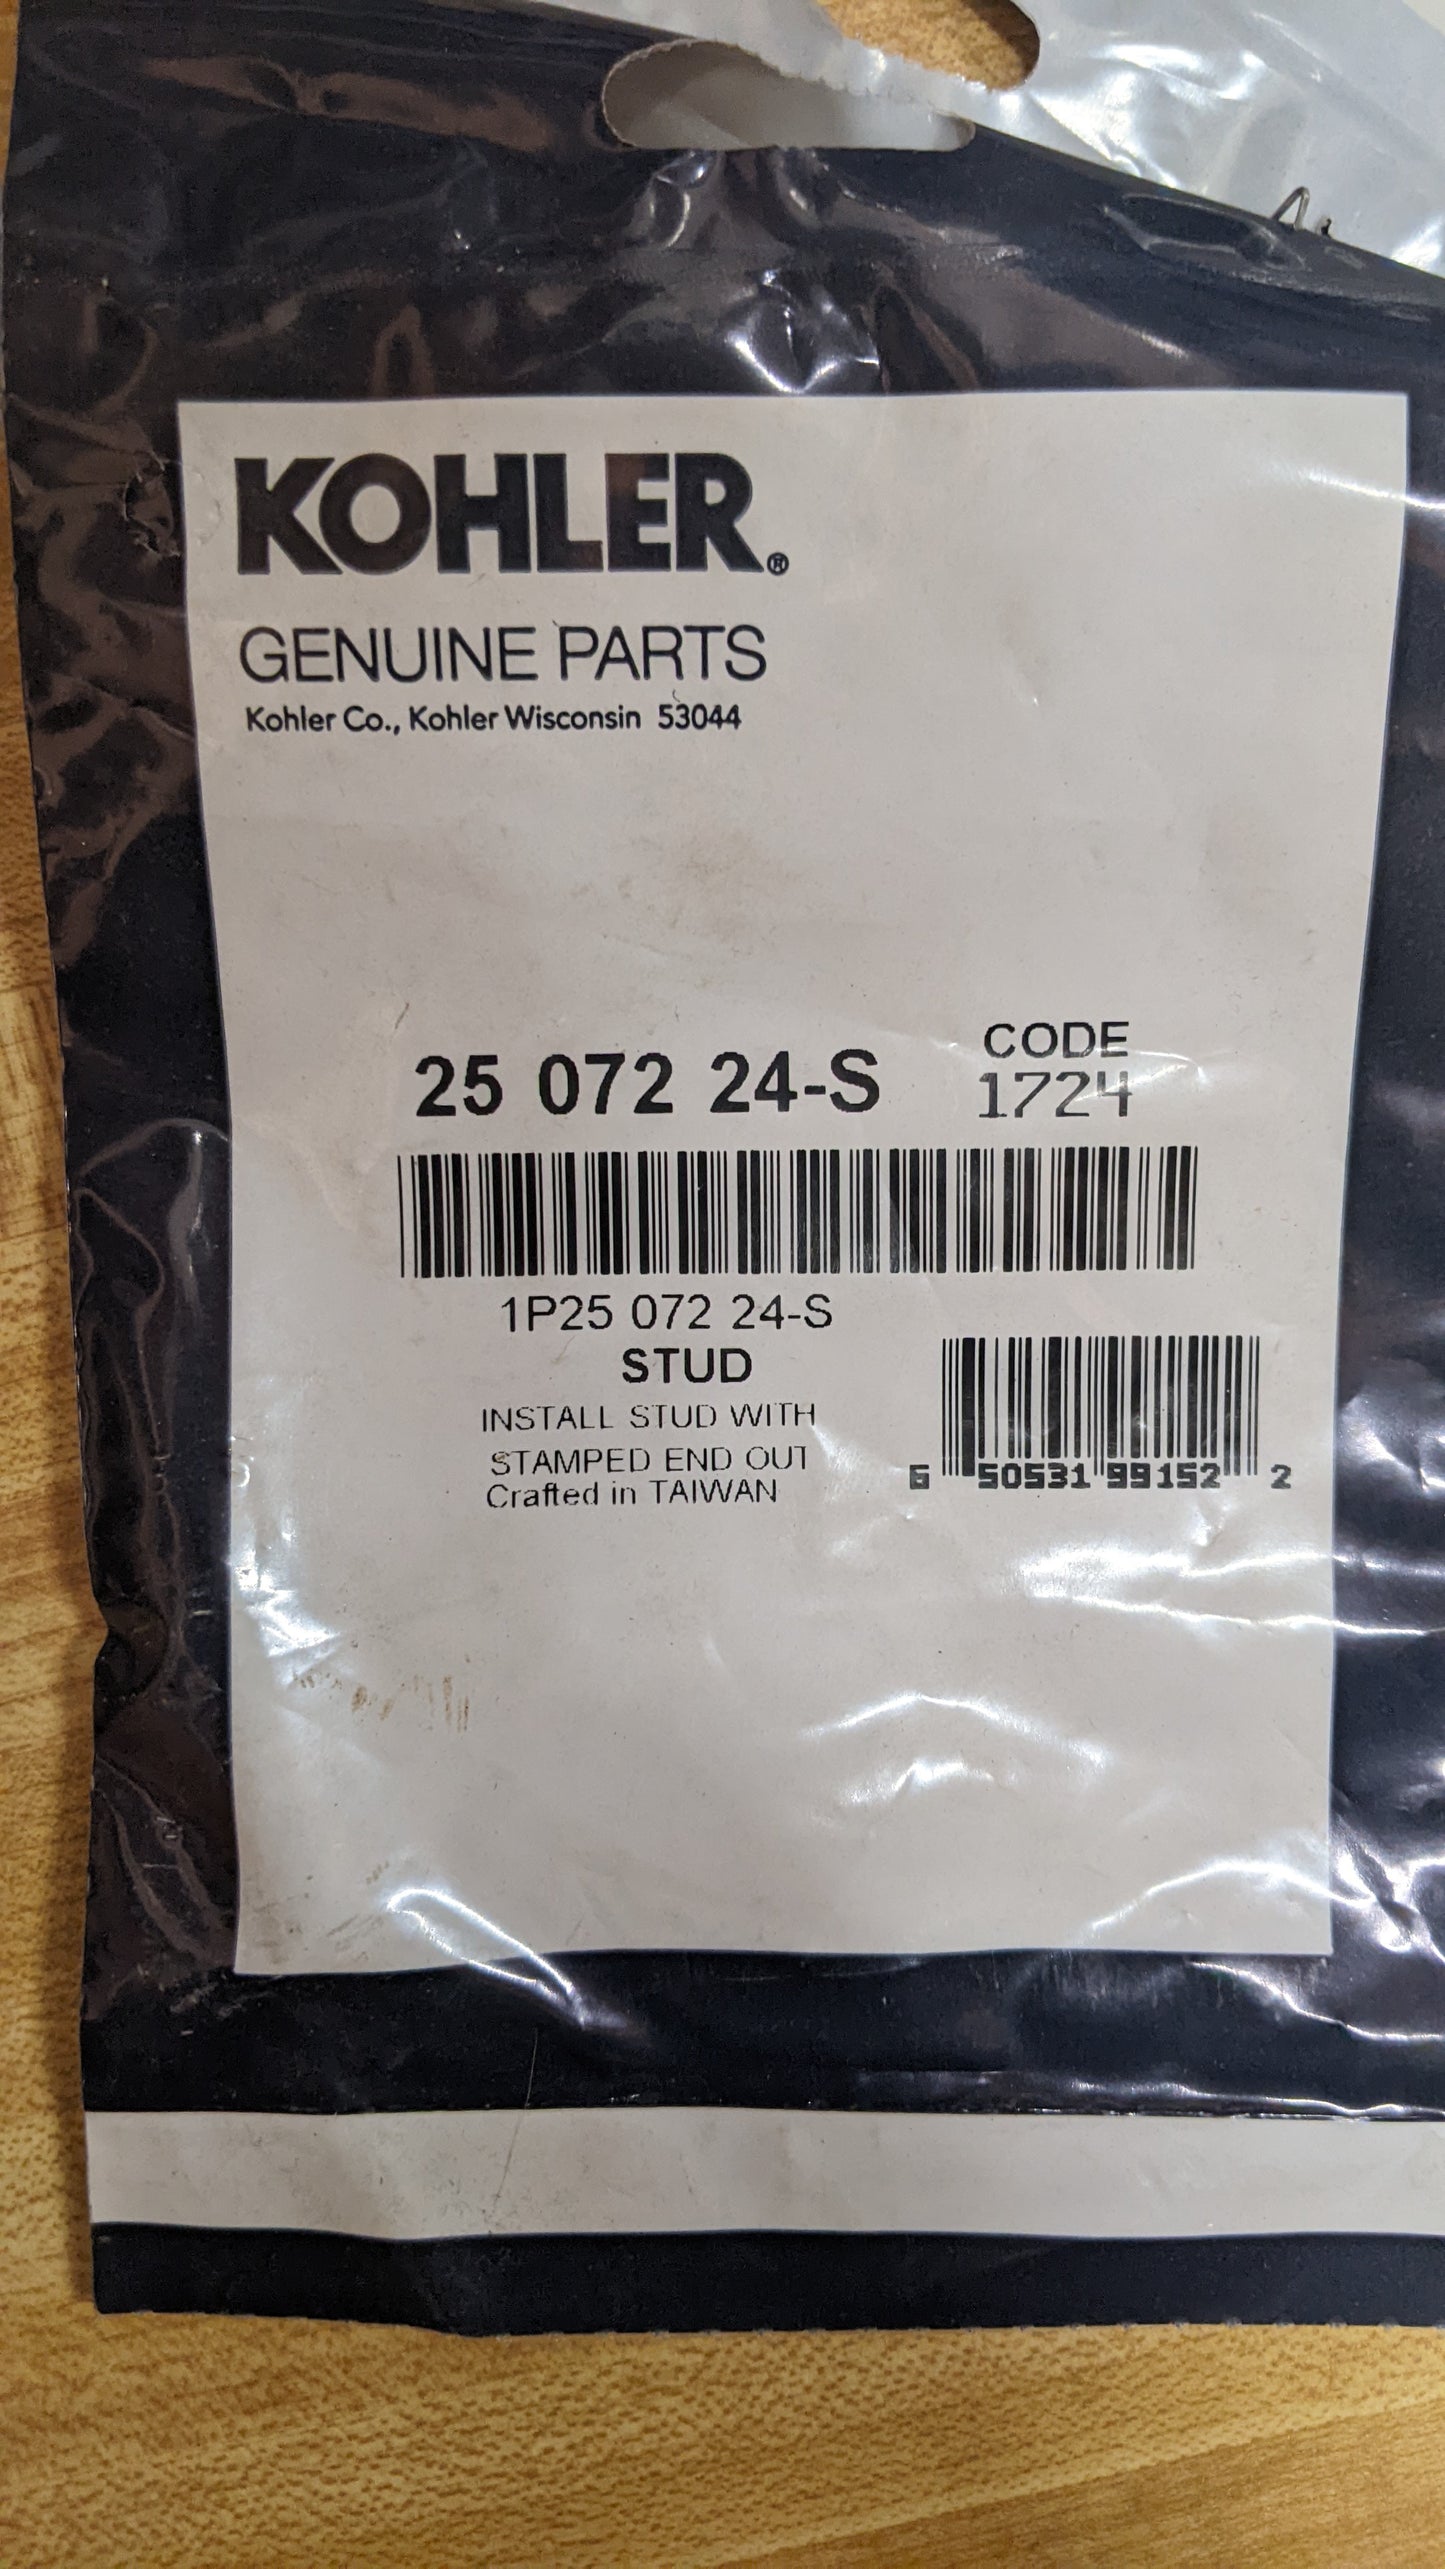 KOHLER®
GENUINE PARTS
Kohler Co., Kohler Wisconsin 53044
25 072 24-S
CODE
1724
1P25 072 24-S
STUD
INSTALL STUD WITH
STAMPED END OUT
Crafted in TAIWAN
6 50531 99152 2